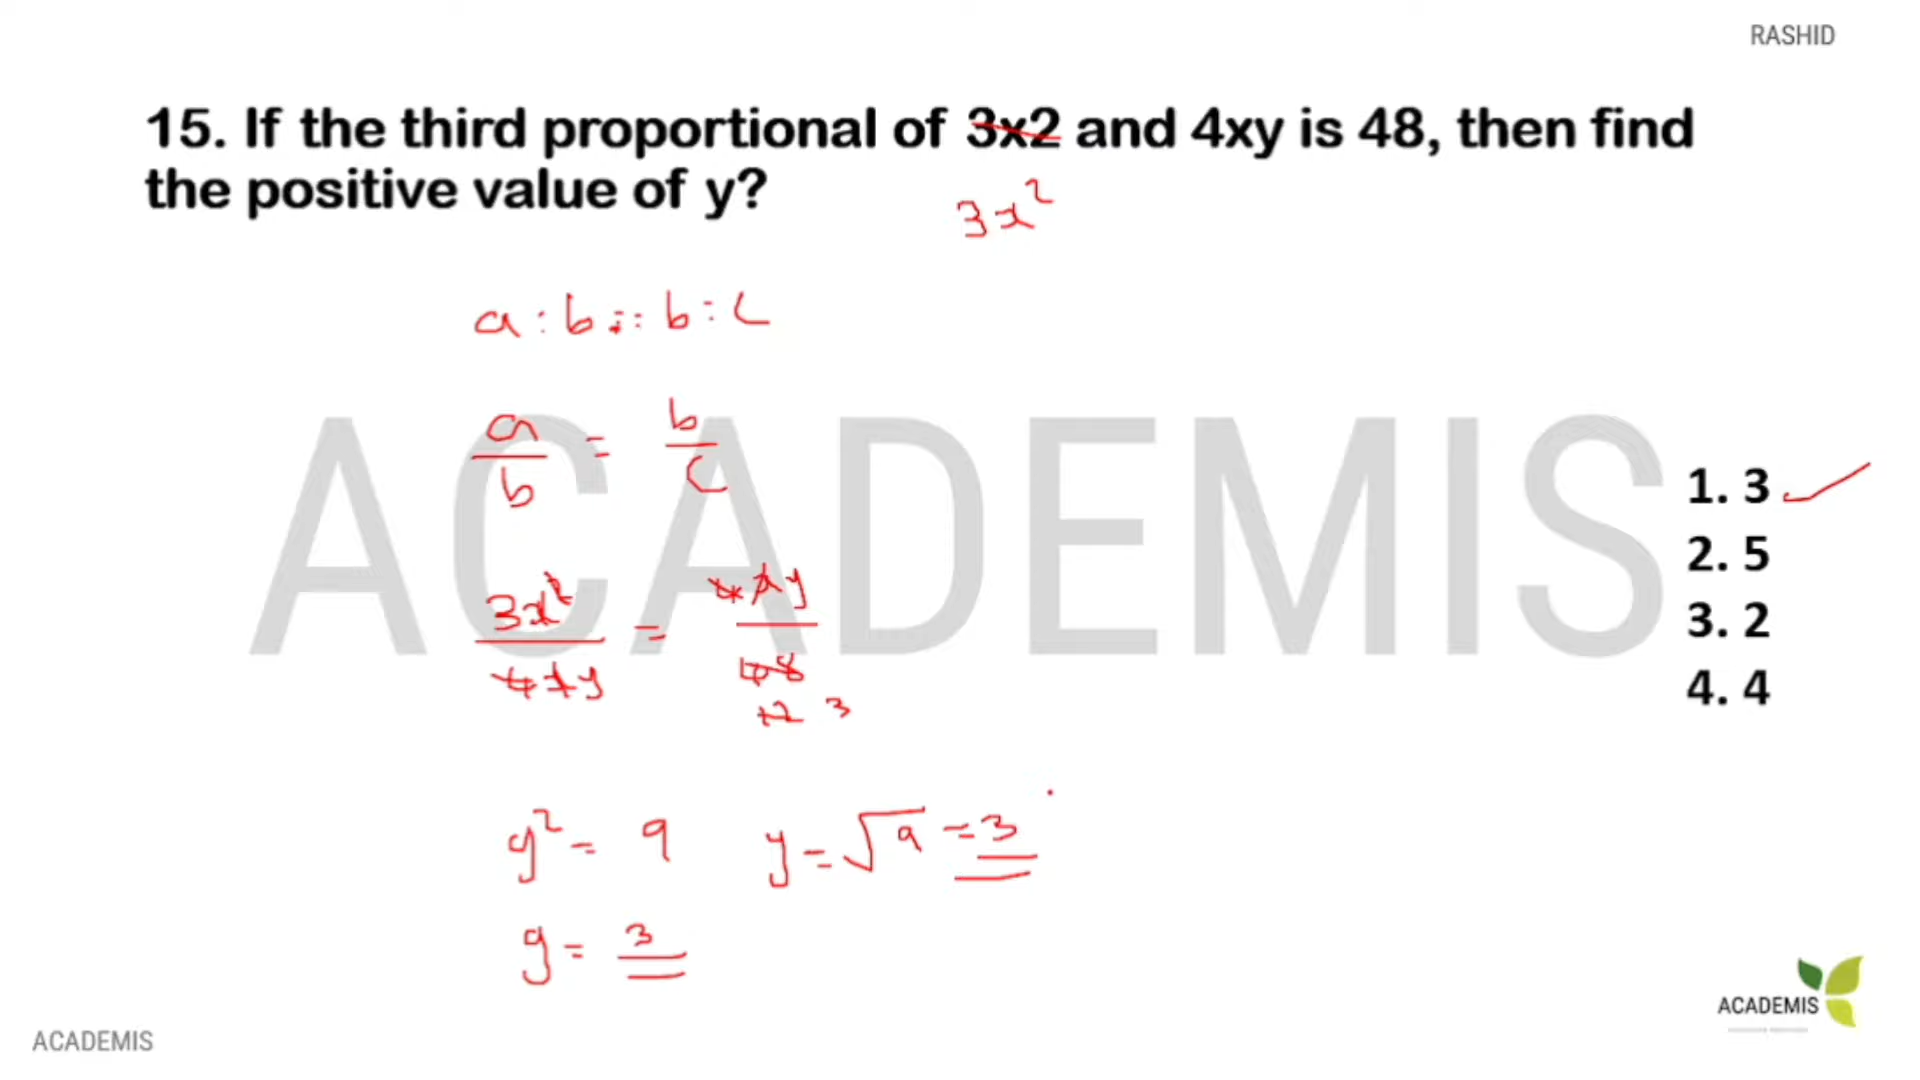 RASHID
15. If the third proportional of 3x2 and 4xy is 48, then find
the positive value of y?
3x²
a : b :: b : c
a/b = b/c
ACADEMIS
1. 3
2. 5
3. 2
4. 4
3x²/4xy = 4xy/48
12 3
y² = 9 y = √9 = 3
y = 3
ACADEMIS
ACADEMIS